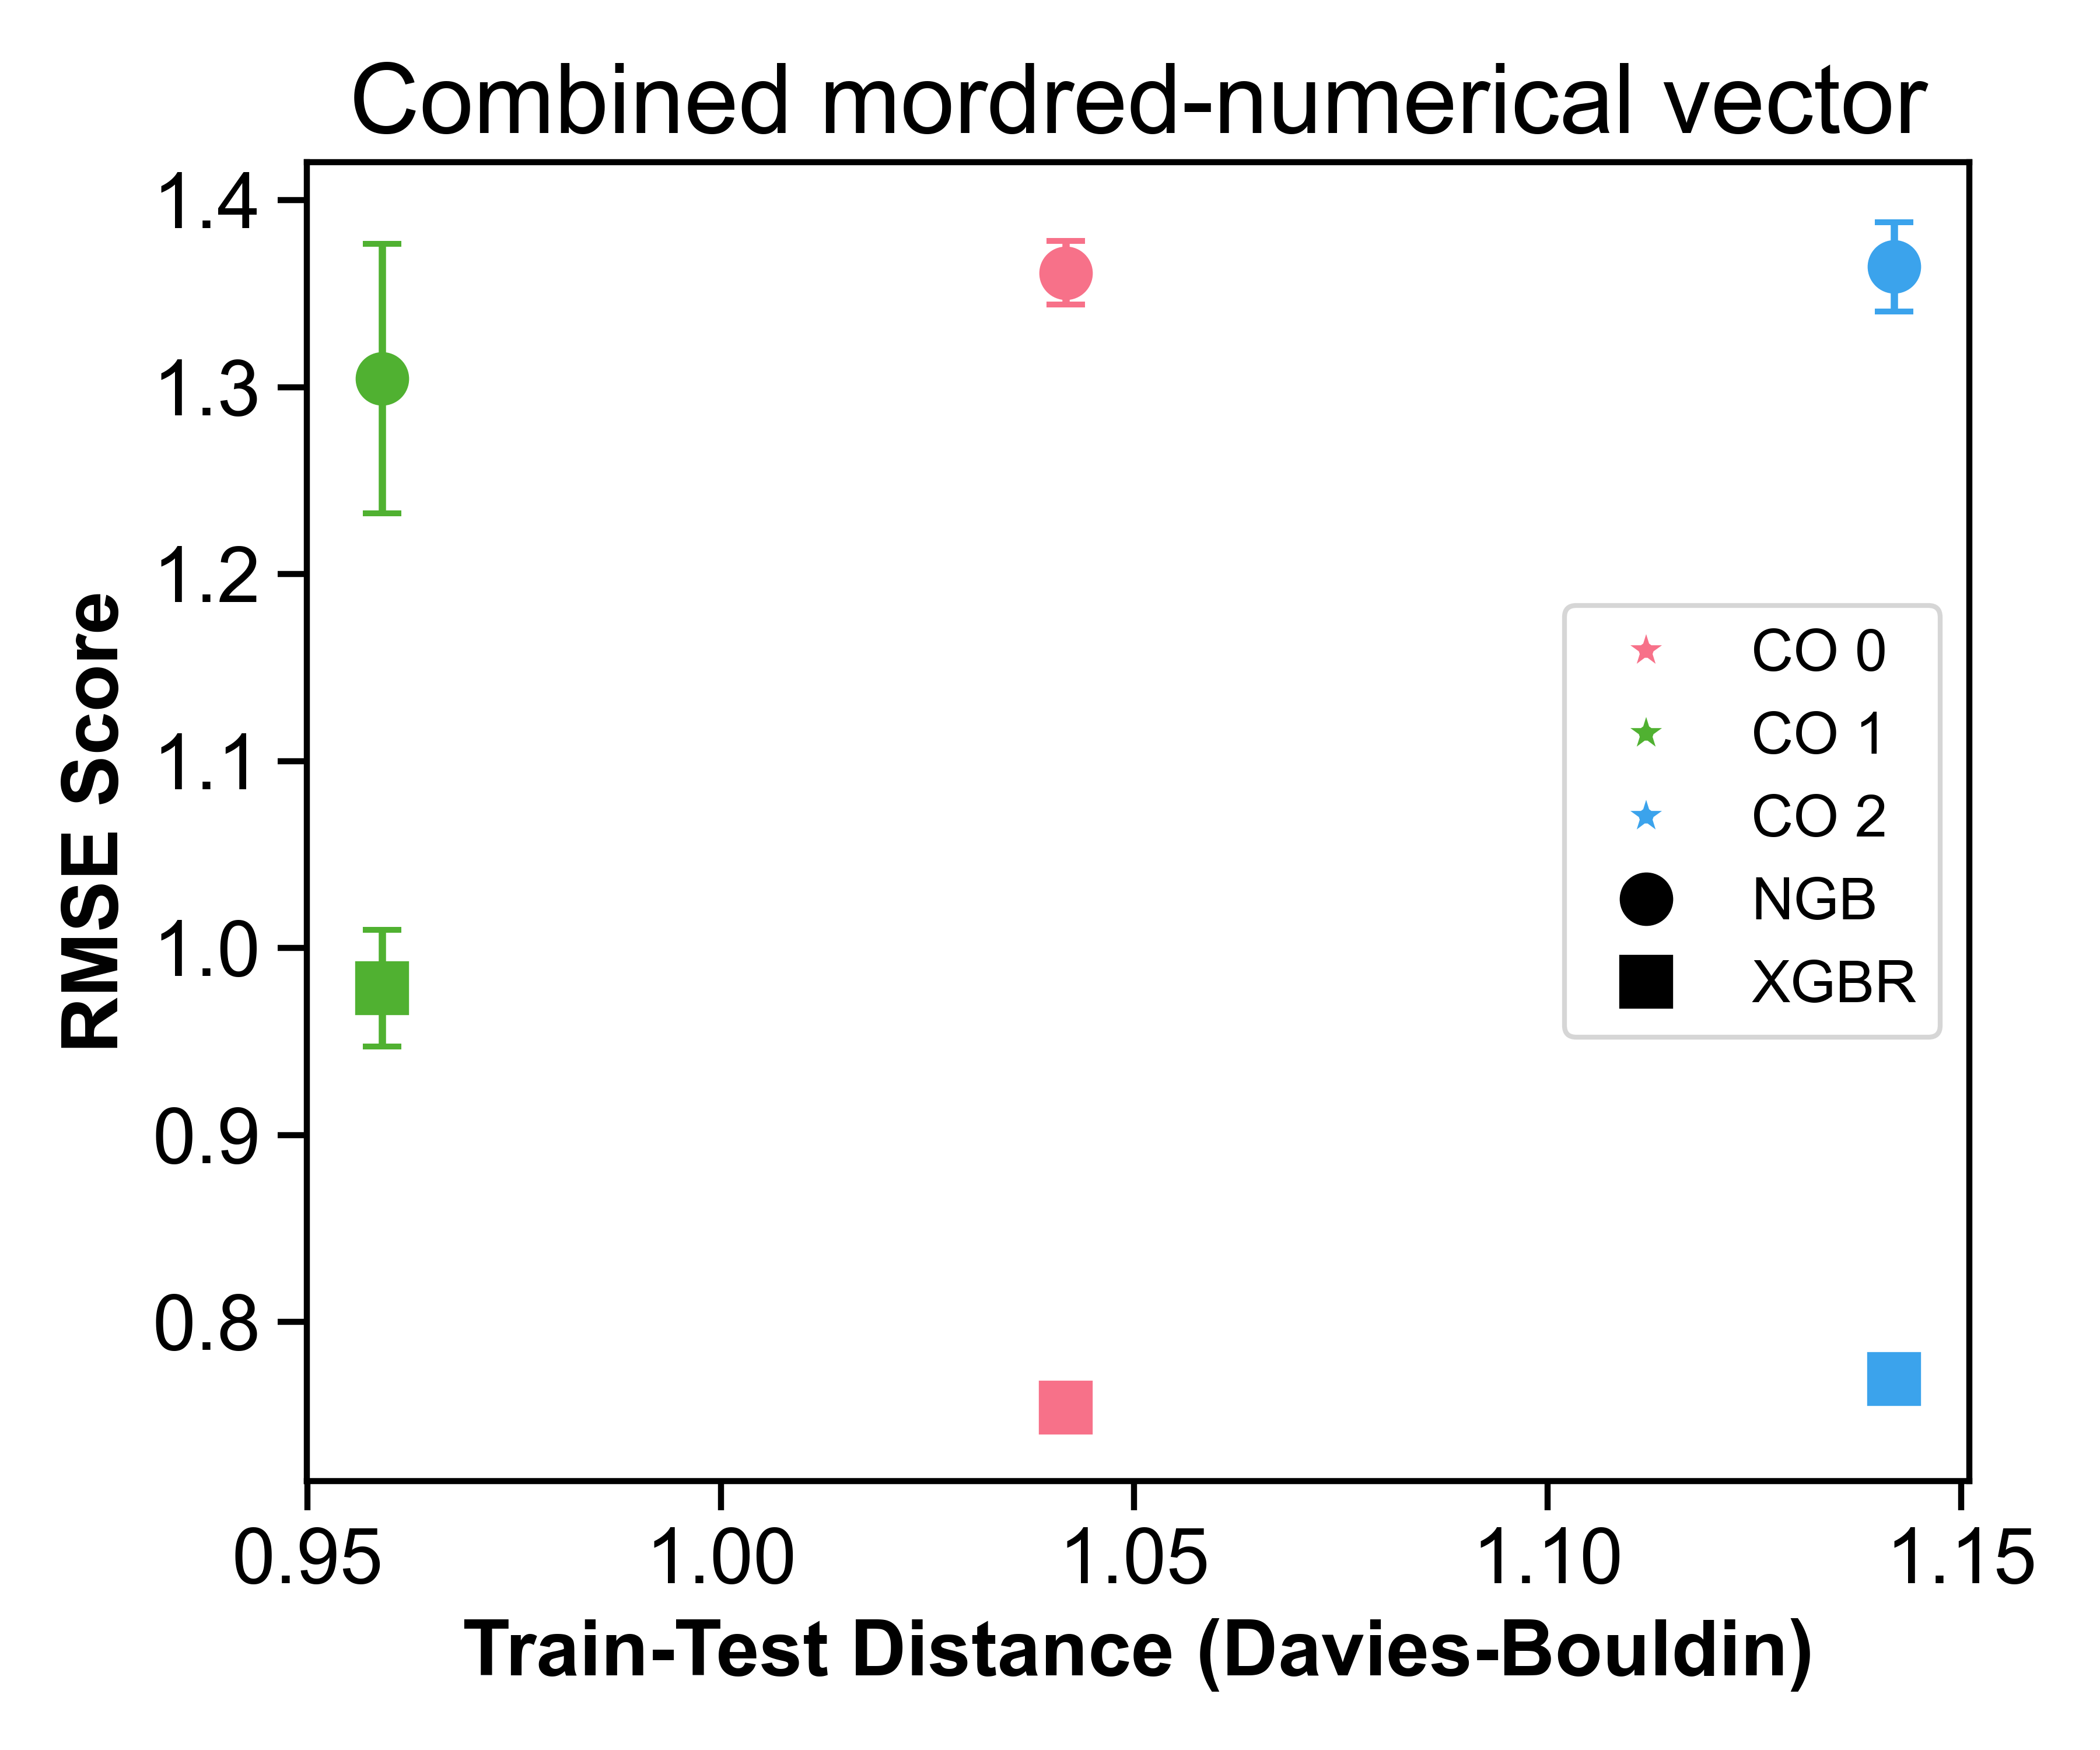 Combined mordred-numerical vector
1.4
1.3
1.2
1.1
1.0
0.9
0.8
RMSE Score
CO 0
CO 1
CO 2
NGB
XGBR
0.95 1.00 1.05 1.10 1.15
Train-Test Distance (Davies-Bouldin)